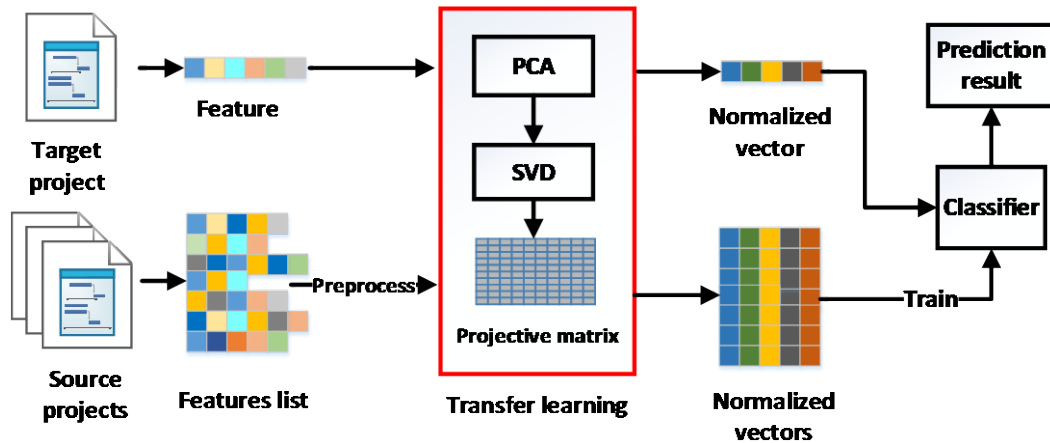 Target
project
Feature
PCA
SVD
Projective matrix
Transfer learning
Normalized
vector
Prediction
result
Classifier
Source
projects
Features list
Preprocess
Normalized
vectors
Train